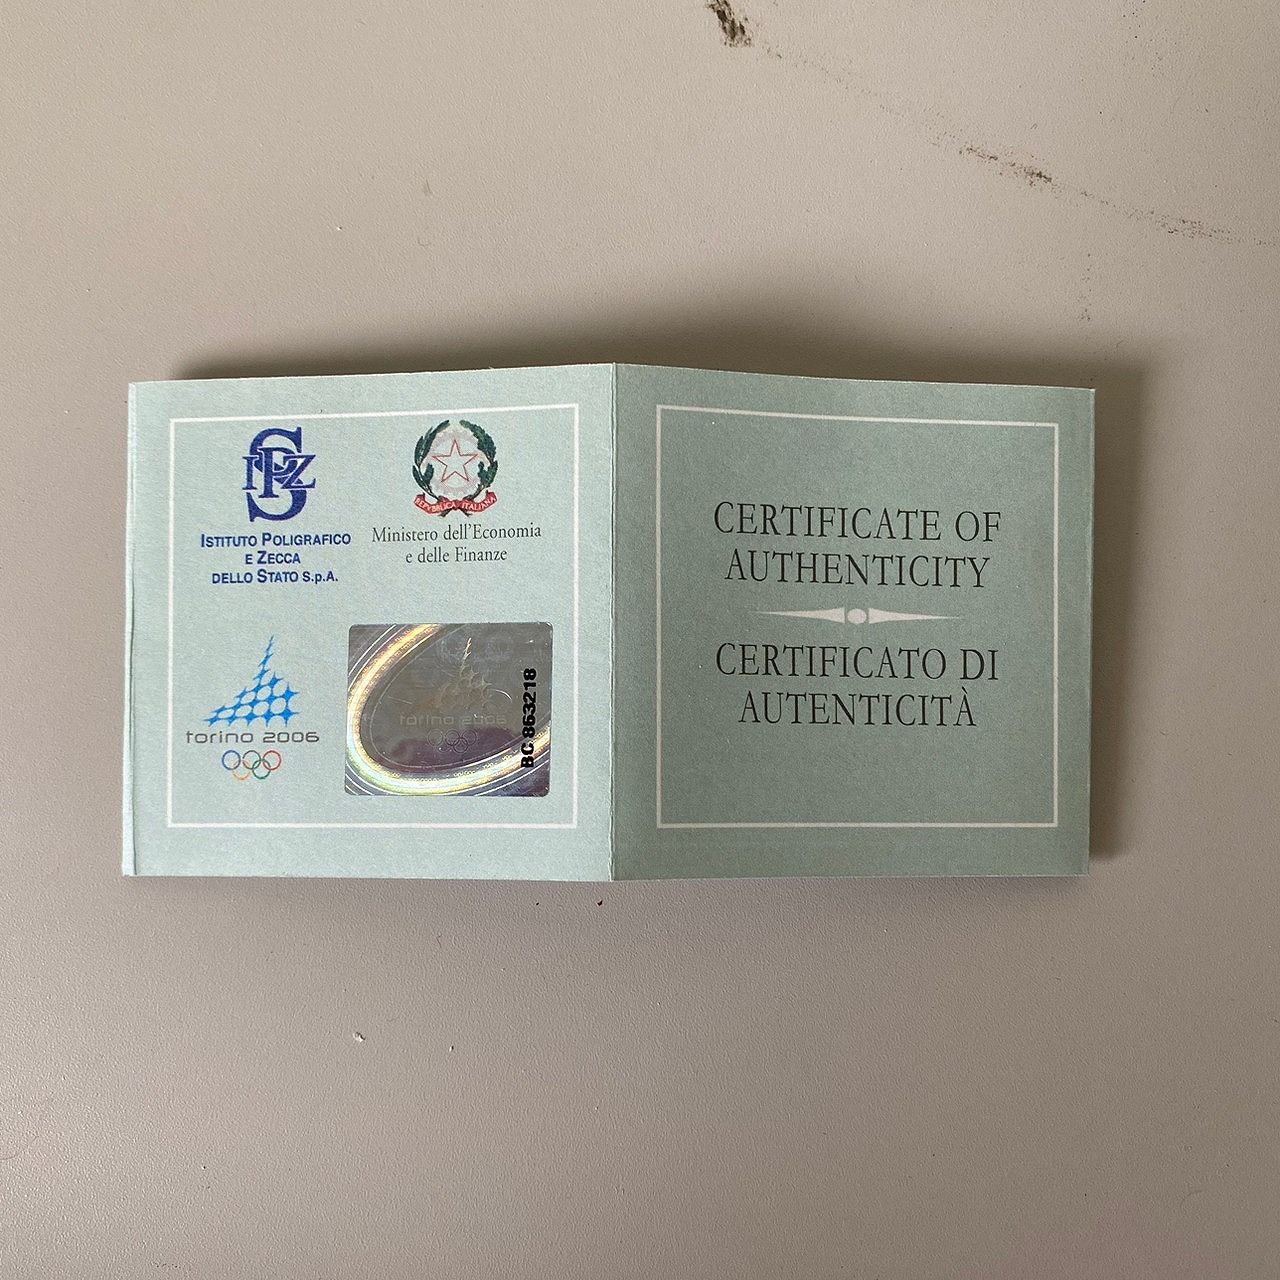 IPZS
ISTITUTO POLIGRAFICO
E ZECCA
DELLO STATO S.p.A.
REPVBBLICA ITALIANA
Ministero dell'Economia
e delle Finanze
torino 2006
torino 2006
BC 863218
CERTIFICATE OF
AUTHENTICITY
CERTIFICATO DI
AUTENTICITÀ